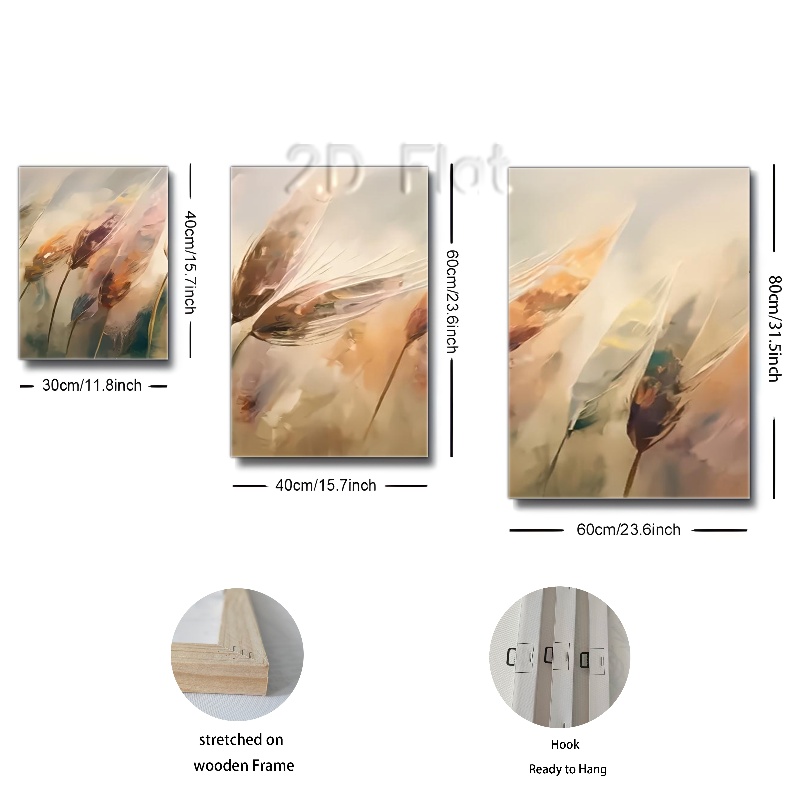 2D Flat.
40cm/15.7inch
30cm/11.8inch
60cm/23.6inch
40cm/15.7inch
80cm/31.5inch
60cm/23.6inch
stretched on
wooden Frame
Hook
Ready to Hang